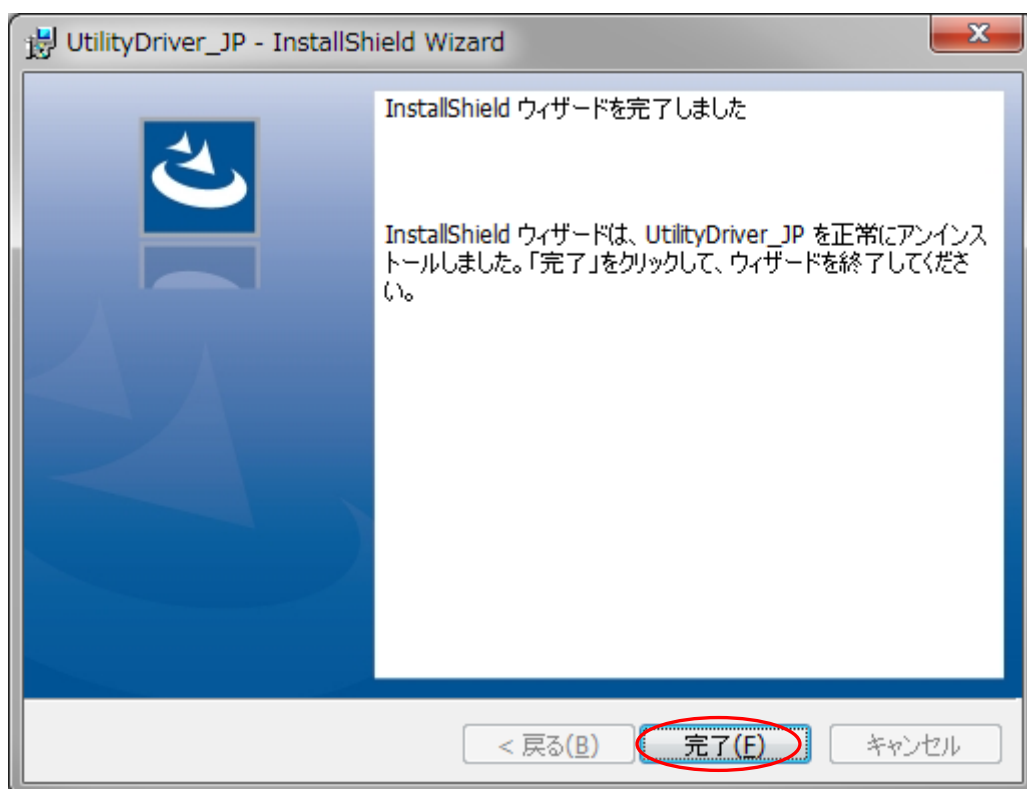 UtilityDriver_JP - InstallShield Wizard
InstallShield ウィザードを完了しました
InstallShield ウィザードは、UtilityDriver_JP を正常にアンインス
トールしました。「完了」をクリックして、ウィザードを終了してくださ
い。
< 戻る(B) 完了(F) キャンセル